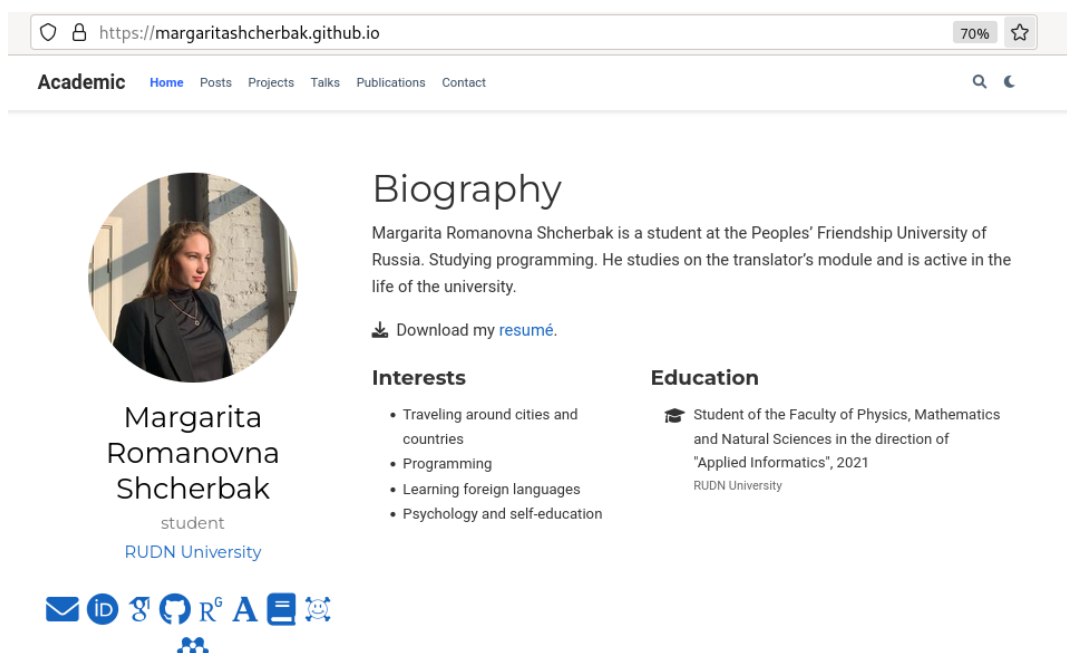 https://margaritashcherbak.github.io
70%
Academic Home Posts Projects Talks Publications Contact
Biography
Margarita Romanovna Shcherbak is a student at the Peoples’ Friendship University of
Russia. Studying programming. He studies on the translator’s module and is active in the
life of the university.
Download my resumé.
Margarita
Romanovna
Shcherbak
student
RUDN University
iD
R^G
A
Interests
Traveling around cities and
countries
Programming
Learning foreign languages
Psychology and self-education
Education
Student of the Faculty of Physics, Mathematics
and Natural Sciences in the direction of
"Applied Informatics", 2021
RUDN University